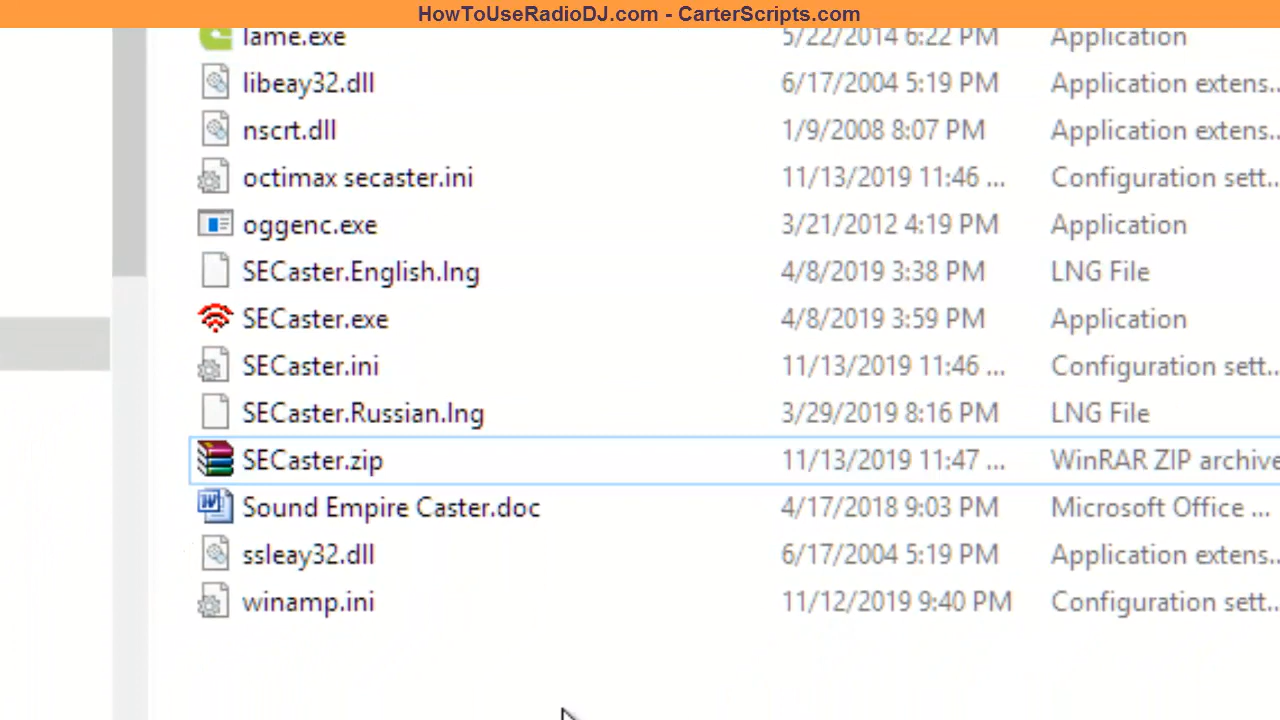 HowToUseRadioDJ.com - CarterScripts.com
lame.exe 5/22/2014 6:22 PM Application
libeay32.dll 6/17/2004 5:19 PM Application extens...
nscrt.dll 1/9/2008 8:07 PM Application extens...
octimax secaster.ini 11/13/2019 11:46 ... Configuration sett...
oggenc.exe 3/21/2012 4:19 PM Application
SECaster.English.lng 4/8/2019 3:38 PM LNG File
SECaster.exe 4/8/2019 3:59 PM Application
SECaster.ini 11/13/2019 11:46 ... Configuration sett...
SECaster.Russian.lng 3/29/2019 8:16 PM LNG File
SECaster.zip 11/13/2019 11:47 ... WinRAR ZIP archive
Sound Empire Caster.doc 4/17/2018 9:03 PM Microsoft Office ...
ssleay32.dll 6/17/2004 5:19 PM Application extens...
winamp.ini 11/12/2019 9:40 PM Configuration sett...